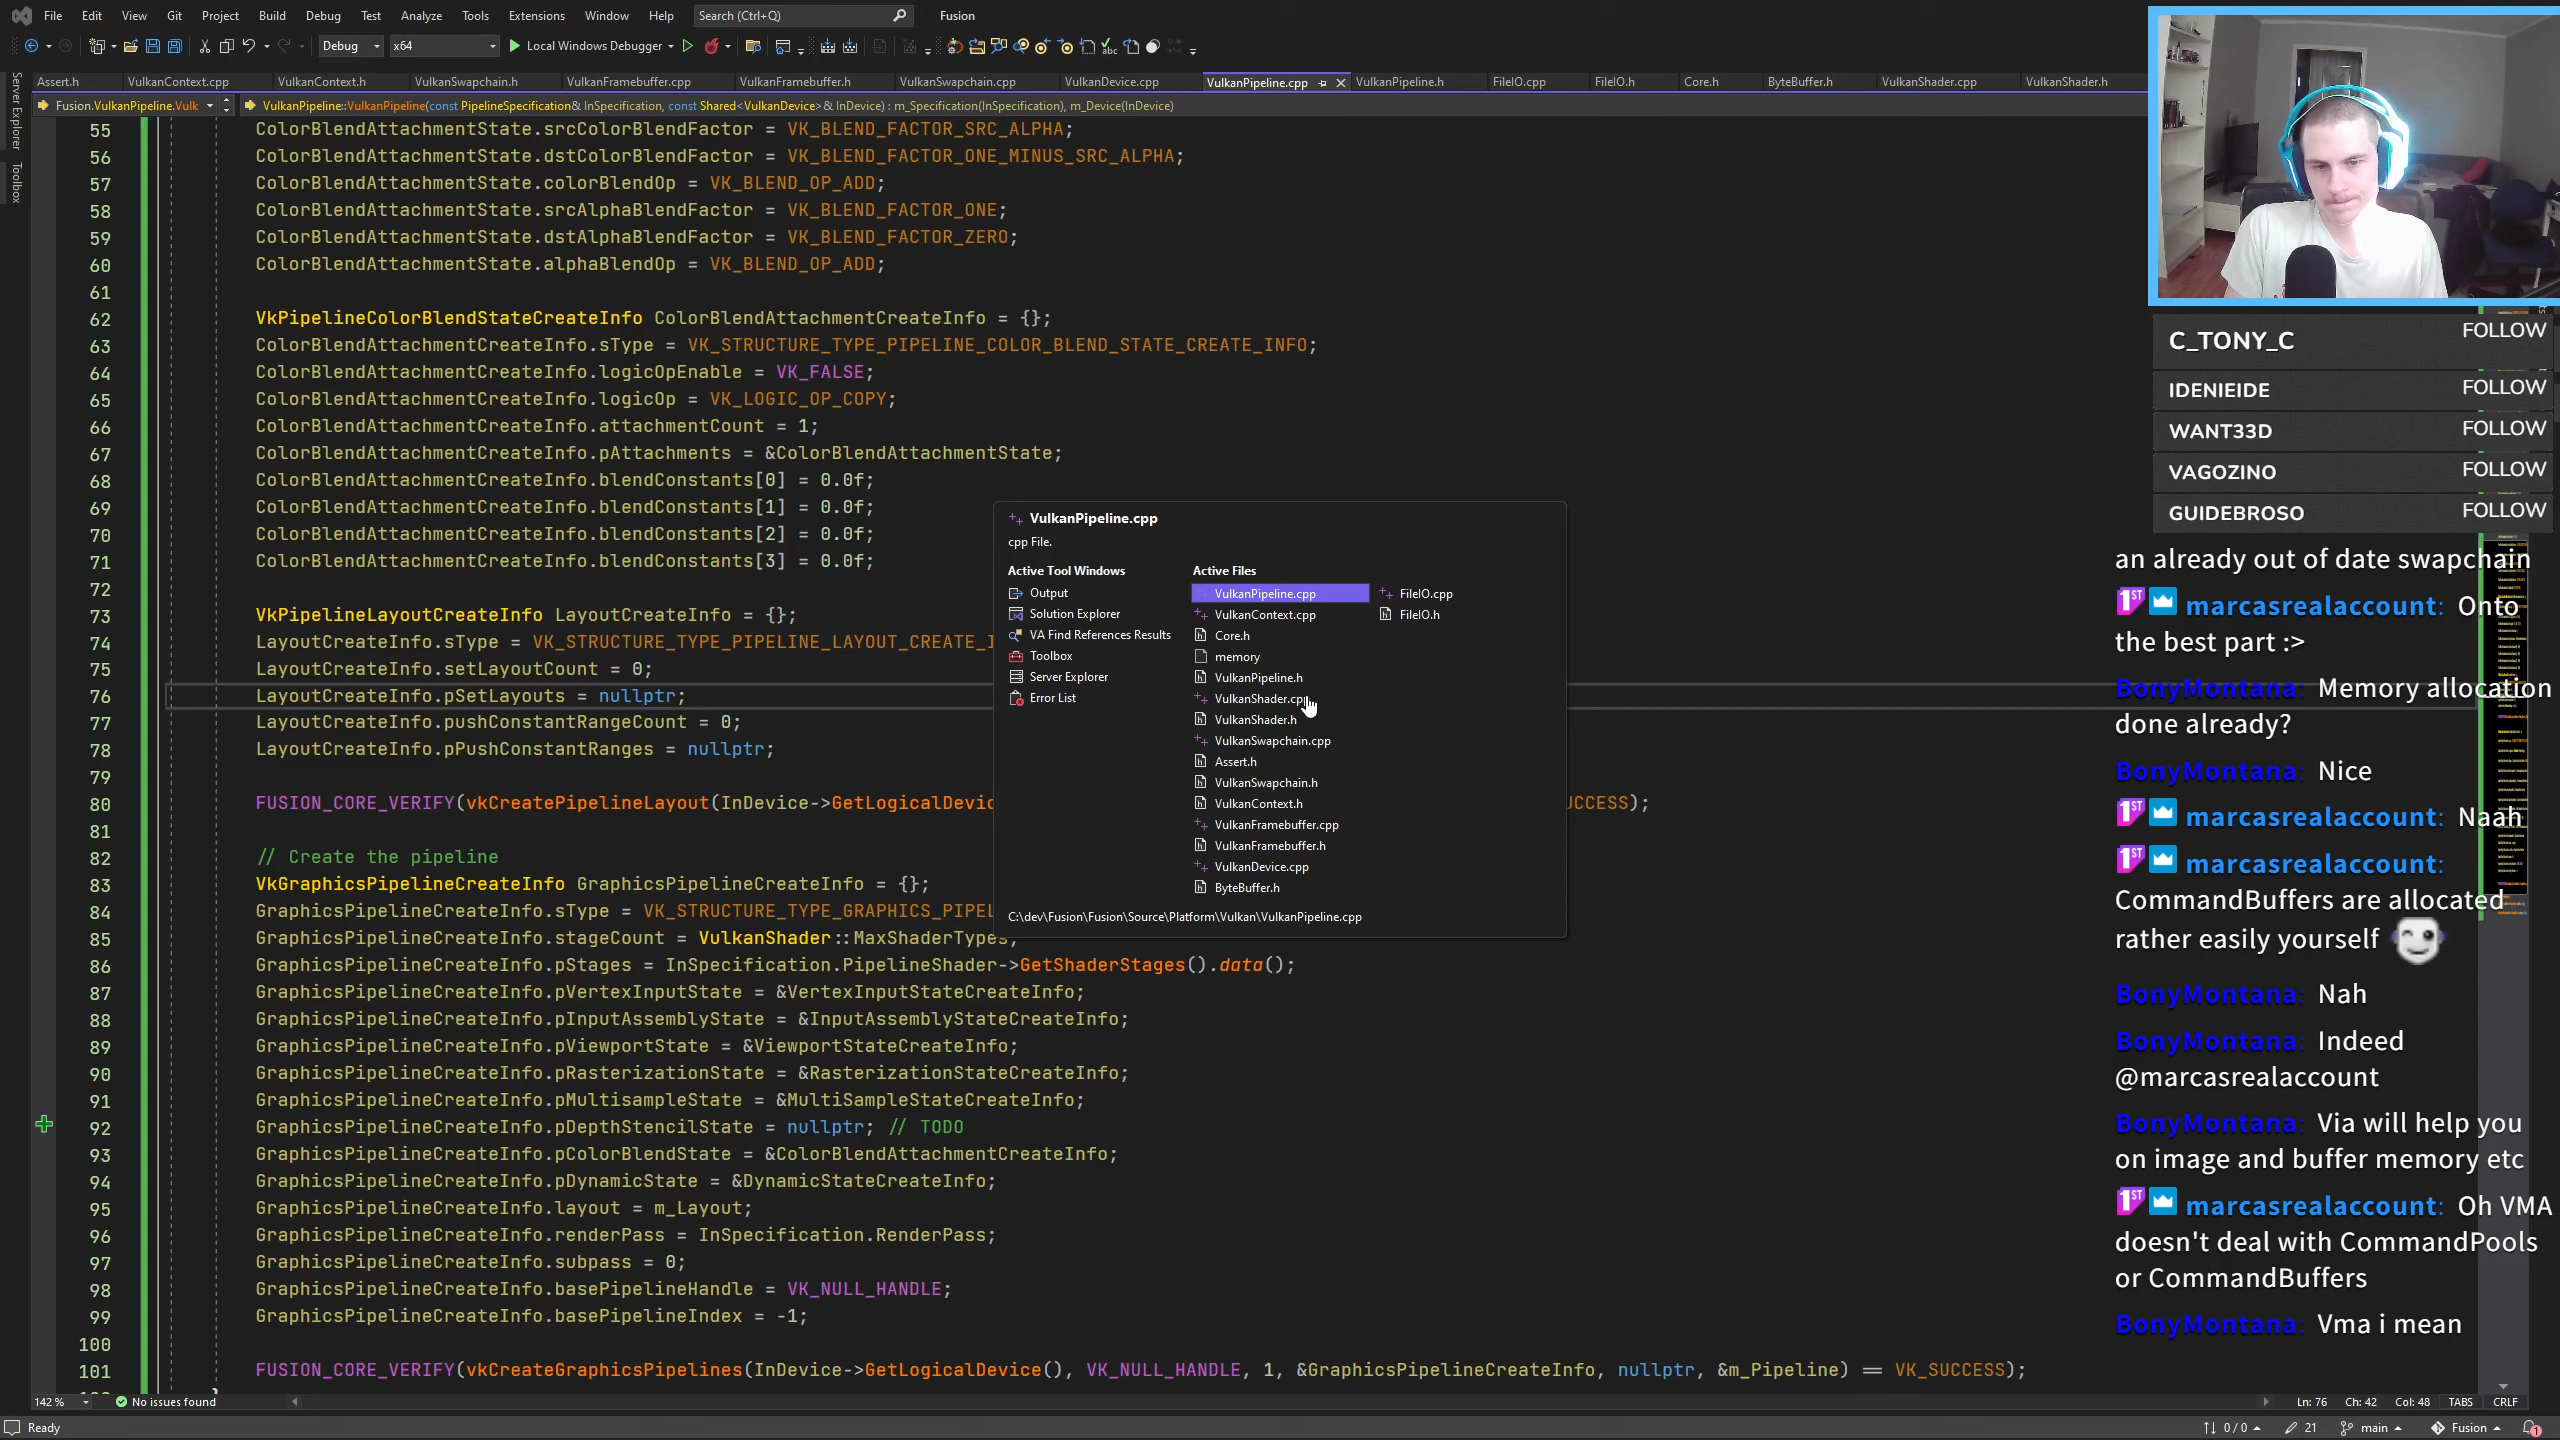 File Edit View Git Project Build Debug Test Analyze Tools Extensions Window Help Search (Ctrl+Q) Fusion
Debug x64 Local Windows Debugger
Assert.h VulkanContext.cpp VulkanContext.h VulkanSwapchain.h VulkanFramebuffer.cpp VulkanFramebuffer.h VulkanSwapchain.cpp VulkanDevice.cpp VulkanPipeline.cpp VulkanPipeline.h FileIO.cpp FileIO.h Core.h ByteBuffer.h VulkanShader.cpp VulkanShader.h
Fusion.VulkanPipeline.Vulk VulkanPipeline::VulkanPipeline(const PipelineSpecification& InSpecification, const Shared<VulkanDevice>& InDevice) : m_Specification(InSpecification), m_Device(InDevice)
Server Explorer
Toolbox
55 ColorBlendAttachmentState.srcColorBlendFactor = VK_BLEND_FACTOR_SRC_ALPHA;
56 ColorBlendAttachmentState.dstColorBlendFactor = VK_BLEND_FACTOR_ONE_MINUS_SRC_ALPHA;
57 ColorBlendAttachmentState.colorBlendOp = VK_BLEND_OP_ADD;
58 ColorBlendAttachmentState.srcAlphaBlendFactor = VK_BLEND_FACTOR_ONE;
59 ColorBlendAttachmentState.dstAlphaBlendFactor = VK_BLEND_FACTOR_ZERO;
60 ColorBlendAttachmentState.alphaBlendOp = VK_BLEND_OP_ADD;
61
62 VkPipelineColorBlendStateCreateInfo ColorBlendAttachmentCreateInfo = {};
63 ColorBlendAttachmentCreateInfo.sType = VK_STRUCTURE_TYPE_PIPELINE_COLOR_BLEND_STATE_CREATE_INFO;
64 ColorBlendAttachmentCreateInfo.logicOpEnable = VK_FALSE;
65 ColorBlendAttachmentCreateInfo.logicOp = VK_LOGIC_OP_COPY;
66 ColorBlendAttachmentCreateInfo.attachmentCount = 1;
67 ColorBlendAttachmentCreateInfo.pAttachments = &ColorBlendAttachmentState;
68 ColorBlendAttachmentCreateInfo.blendConstants[0] = 0.0f;
69 ColorBlendAttachmentCreateInfo.blendConstants[1] = 0.0f;
70 ColorBlendAttachmentCreateInfo.blendConstants[2] = 0.0f;
71 ColorBlendAttachmentCreateInfo.blendConstants[3] = 0.0f;
72
73 VkPipelineLayoutCreateInfo LayoutCreateInfo = {};
74 LayoutCreateInfo.sType = VK_STRUCTURE_TYPE_PIPELINE_LAYOUT_CREATE_I
75 LayoutCreateInfo.setLayoutCount = 0;
76 LayoutCreateInfo.pSetLayouts = nullptr;
77 LayoutCreateInfo.pushConstantRangeCount = 0;
78 LayoutCreateInfo.pPushConstantRanges = nullptr;
79
80 FUSION_CORE_VERIFY(vkCreatePipelineLayout(InDevice->GetLogicalDevic UCCESS);
81
82 // Create the pipeline
83 VkGraphicsPipelineCreateInfo GraphicsPipelineCreateInfo = {};
84 GraphicsPipelineCreateInfo.sType = VK_STRUCTURE_TYPE_GRAPHICS_PIPEL
85 GraphicsPipelineCreateInfo.stageCount = VulkanShader::MaxShaderTypes;
86 GraphicsPipelineCreateInfo.pStages = InSpecification.PipelineShader->GetShaderStages().data();
87 GraphicsPipelineCreateInfo.pVertexInputState = &VertexInputStateCreateInfo;
88 GraphicsPipelineCreateInfo.pInputAssemblyState = &InputAssemblyStateCreateInfo;
89 GraphicsPipelineCreateInfo.pViewportState = &ViewportStateCreateInfo;
90 GraphicsPipelineCreateInfo.pRasterizationState = &RasterizationStateCreateInfo;
91 GraphicsPipelineCreateInfo.pMultisampleState = &MultiSampleStateCreateInfo;
92 GraphicsPipelineCreateInfo.pDepthStencilState = nullptr; // TODO
93 GraphicsPipelineCreateInfo.pColorBlendState = &ColorBlendAttachmentCreateInfo;
94 GraphicsPipelineCreateInfo.pDynamicState = &DynamicStateCreateInfo;
95 GraphicsPipelineCreateInfo.layout = m_Layout;
96 GraphicsPipelineCreateInfo.renderPass = InSpecification.RenderPass;
97 GraphicsPipelineCreateInfo.subpass = 0;
98 GraphicsPipelineCreateInfo.basePipelineHandle = VK_NULL_HANDLE;
99 GraphicsPipelineCreateInfo.basePipelineIndex = -1;
100
101 FUSION_CORE_VERIFY(vkCreateGraphicsPipelines(InDevice->GetLogicalDevice(), VK_NULL_HANDLE, 1, &GraphicsPipelineCreateInfo, nullptr, &m_Pipeline) == VK_SUCCESS);
VulkanPipeline.cpp
cpp File.
Active Tool Windows
Output
Solution Explorer
VA Find References Results
Toolbox
Server Explorer
Error List
Active Files
VulkanPipeline.cpp
VulkanContext.cpp
Core.h
memory
VulkanPipeline.h
VulkanShader.cpp
VulkanShader.h
VulkanSwapchain.cpp
Assert.h
VulkanSwapchain.h
VulkanContext.h
VulkanFramebuffer.cpp
VulkanFramebuffer.h
VulkanDevice.cpp
ByteBuffer.h
FileIO.cpp
FileIO.h
C:\dev\Fusion\Fusion\Source\Platform\Vulkan\VulkanPipeline.cpp
C_TONY_C FOLLOW
IDENIEIDE FOLLOW
WANT33D FOLLOW
VAGOZINO FOLLOW
GUIDEBROSO FOLLOW
an already out of date swapchain
1ST marcasrealaccount: Onto
the best part :>
BonyMontana: Memory allocation
done already?
BonyMontana: Nice
1ST marcasrealaccount: Naah
1ST marcasrealaccount:
CommandBuffers are allocated
rather easily yourself
BonyMontana: Nah
BonyMontana: Indeed
@marcasrealaccount
BonyMontana: Via will help you
on image and buffer memory etc
1ST marcasrealaccount: Oh VMA
doesn't deal with CommandPools
or CommandBuffers
BonyMontana: Vma i mean
142 % No issues found Ln: 76 Ch: 42 Col: 48 TABS CRLF
Ready 0 / 0 21 main Fusion 1